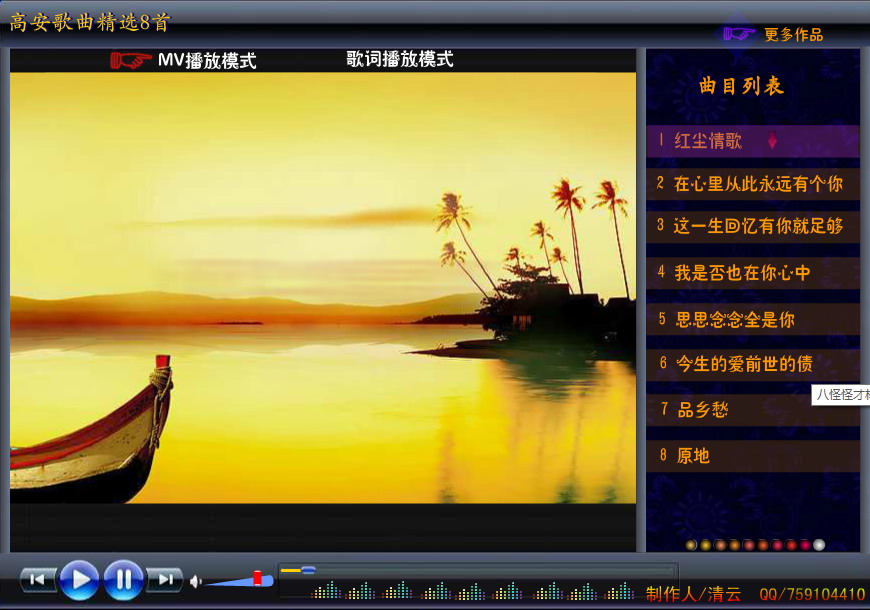 高安歌曲精选8首
更多作品
MV播放模式
歌词播放模式
曲目列表
1 红尘情歌
2 在心里从此永远有个你
3 这一生回忆有你就足够
4 我是否也在你心中
5 思思念念全是你
6 今生的爱前世的债
八怪怪才
7 品乡愁
8 原地
制作人/清云 QQ/759104410